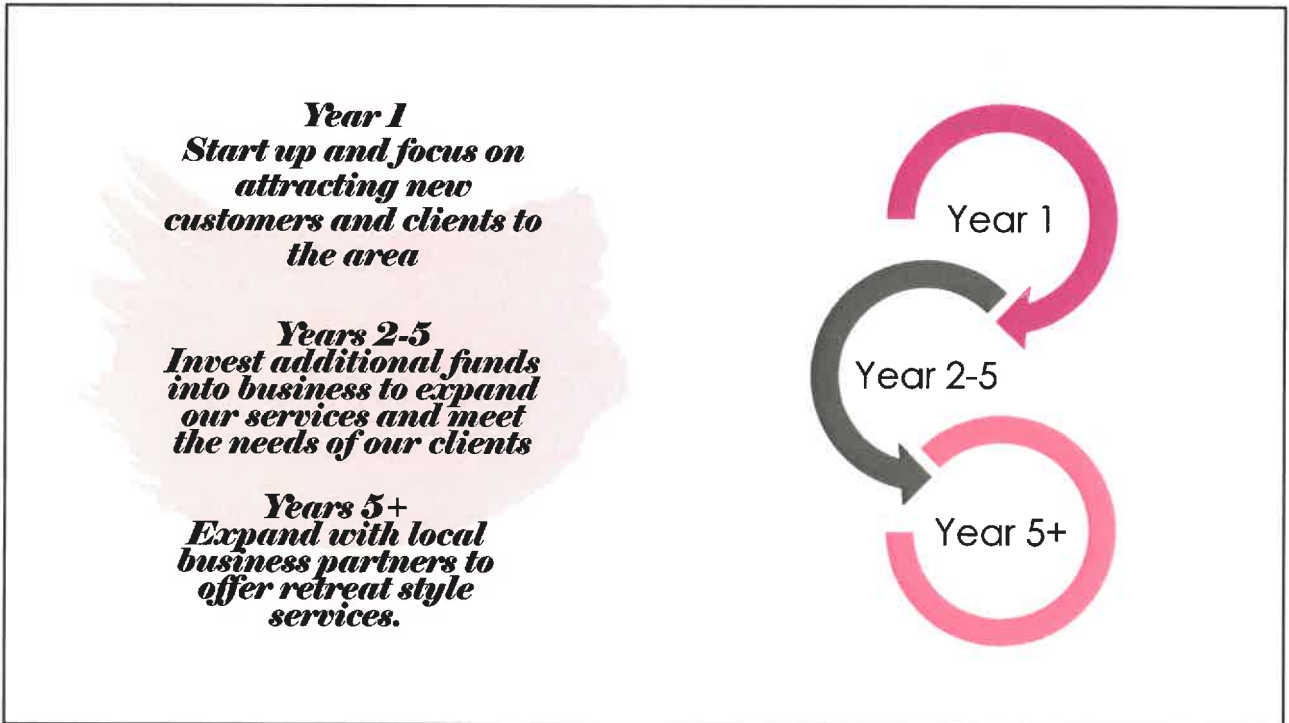 Year 1
Start up and focus on
attracting new
customers and clients to
the area
Years 2-5
Invest additional funds
into business to expand
our services and meet
the needs of our clients
Years 5+
Expand with local
business partners to
offer retreat style
services.
Year 1
Year 2-5
Year 5+